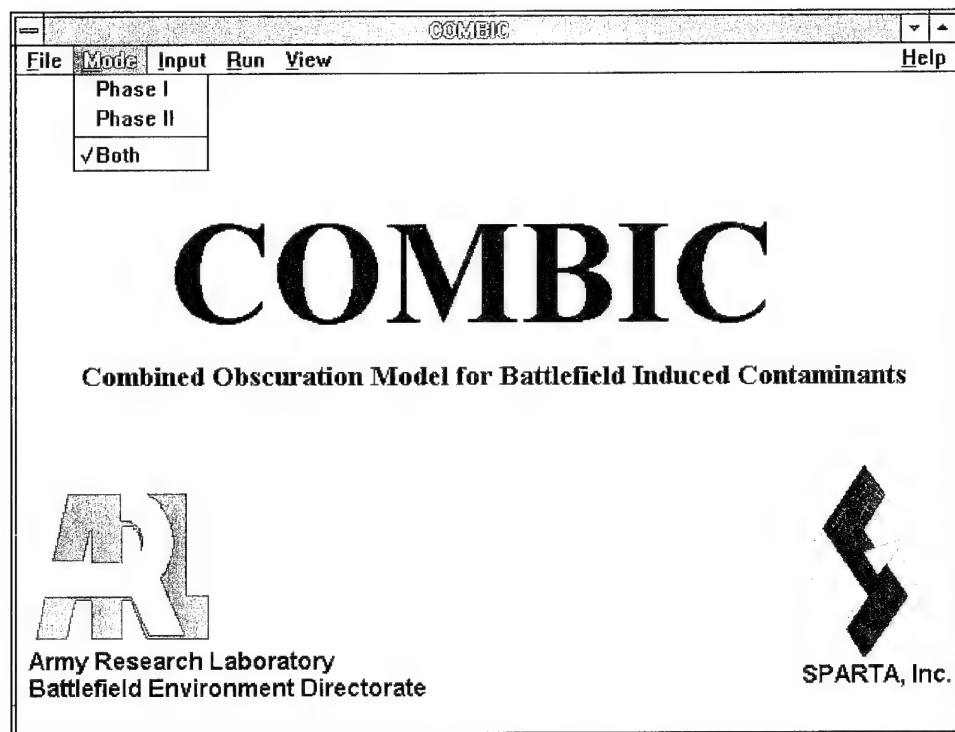 COMBIC
File Mode Input Run View Help
Phase I
Phase II
√Both
COMBIC
Combined Obscuration Model for Battlefield Induced Contaminants
ARL
Army Research Laboratory
Battlefield Environment Directorate
SPARTA, Inc.